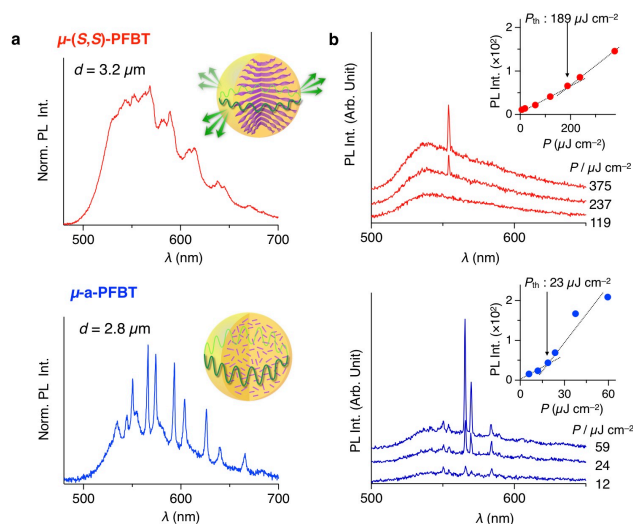 a
μ-(S,S)-PFBT
d = 3.2 μm
Norm. PL Int.
500
600
700
λ (nm)
b
PL Int. (Arb. Unit)
PL Int. (×10²)
2
1
0
Pth : 189 μJ cm–2
0
200
P (μJ cm–2)
P / μJ cm–2
375
237
119
500
600
λ (nm)
μ-a-PFBT
d = 2.8 μm
Norm. PL Int.
500
600
700
λ (nm)
PL Int. (Arb. Unit)
PL Int. (×10²)
2
1
0
Pth : 23 μJ cm–2
0
30
60
P (μJ cm–2)
P / μJ cm–2
59
24
12
500
600
λ (nm)